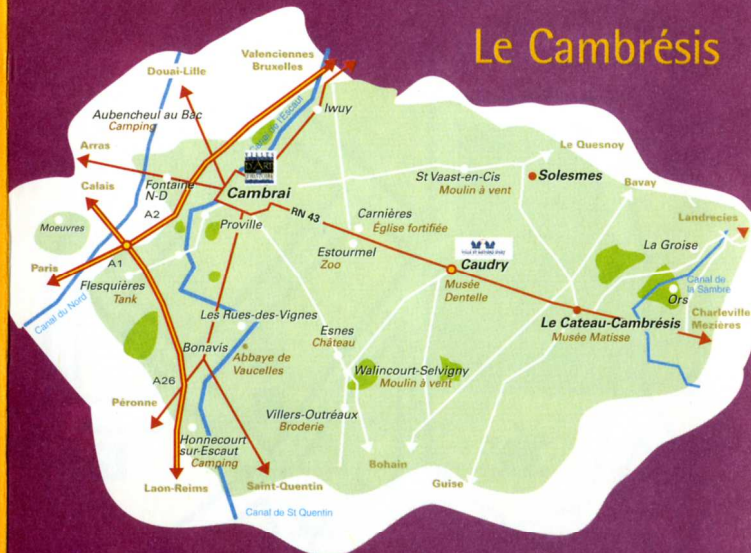 Le Cambrésis
Valenciennes
Bruxelles
Douai-Lille
Aubencheul au Bac
Camping
Iwuy
Arras
Calais
Fontaine
N-D
A2
Cambrai
Proville
RN 43
Moeuvres
Paris
A1
Flesquières
Tank
Canal du Nord
St Vaast-en-Cis
Moulin à vent
Le Quesnoy
Solesmes
Bavay
Landrecies
Carnières
Église fortifiée
Estourmel
Zoo
Caudry
Musée
Dentelle
La Groise
Canal de
la Sambre
Ors
Charleville
Mezières
Le Cateau-Cambrésis
Musée Matisse
Les Rues-des-Vignes
Bonavis
Abbaye de
Vaucelles
Esnes
Château
A26
Walincourt-Selvigny
Moulin à vent
Péronne
Villers-Outréaux
Broderie
Honnecourt
sur-Escaut
Camping
Bohain
Guise
Laon-Reims
Saint-Quentin
Canal de St Quentin